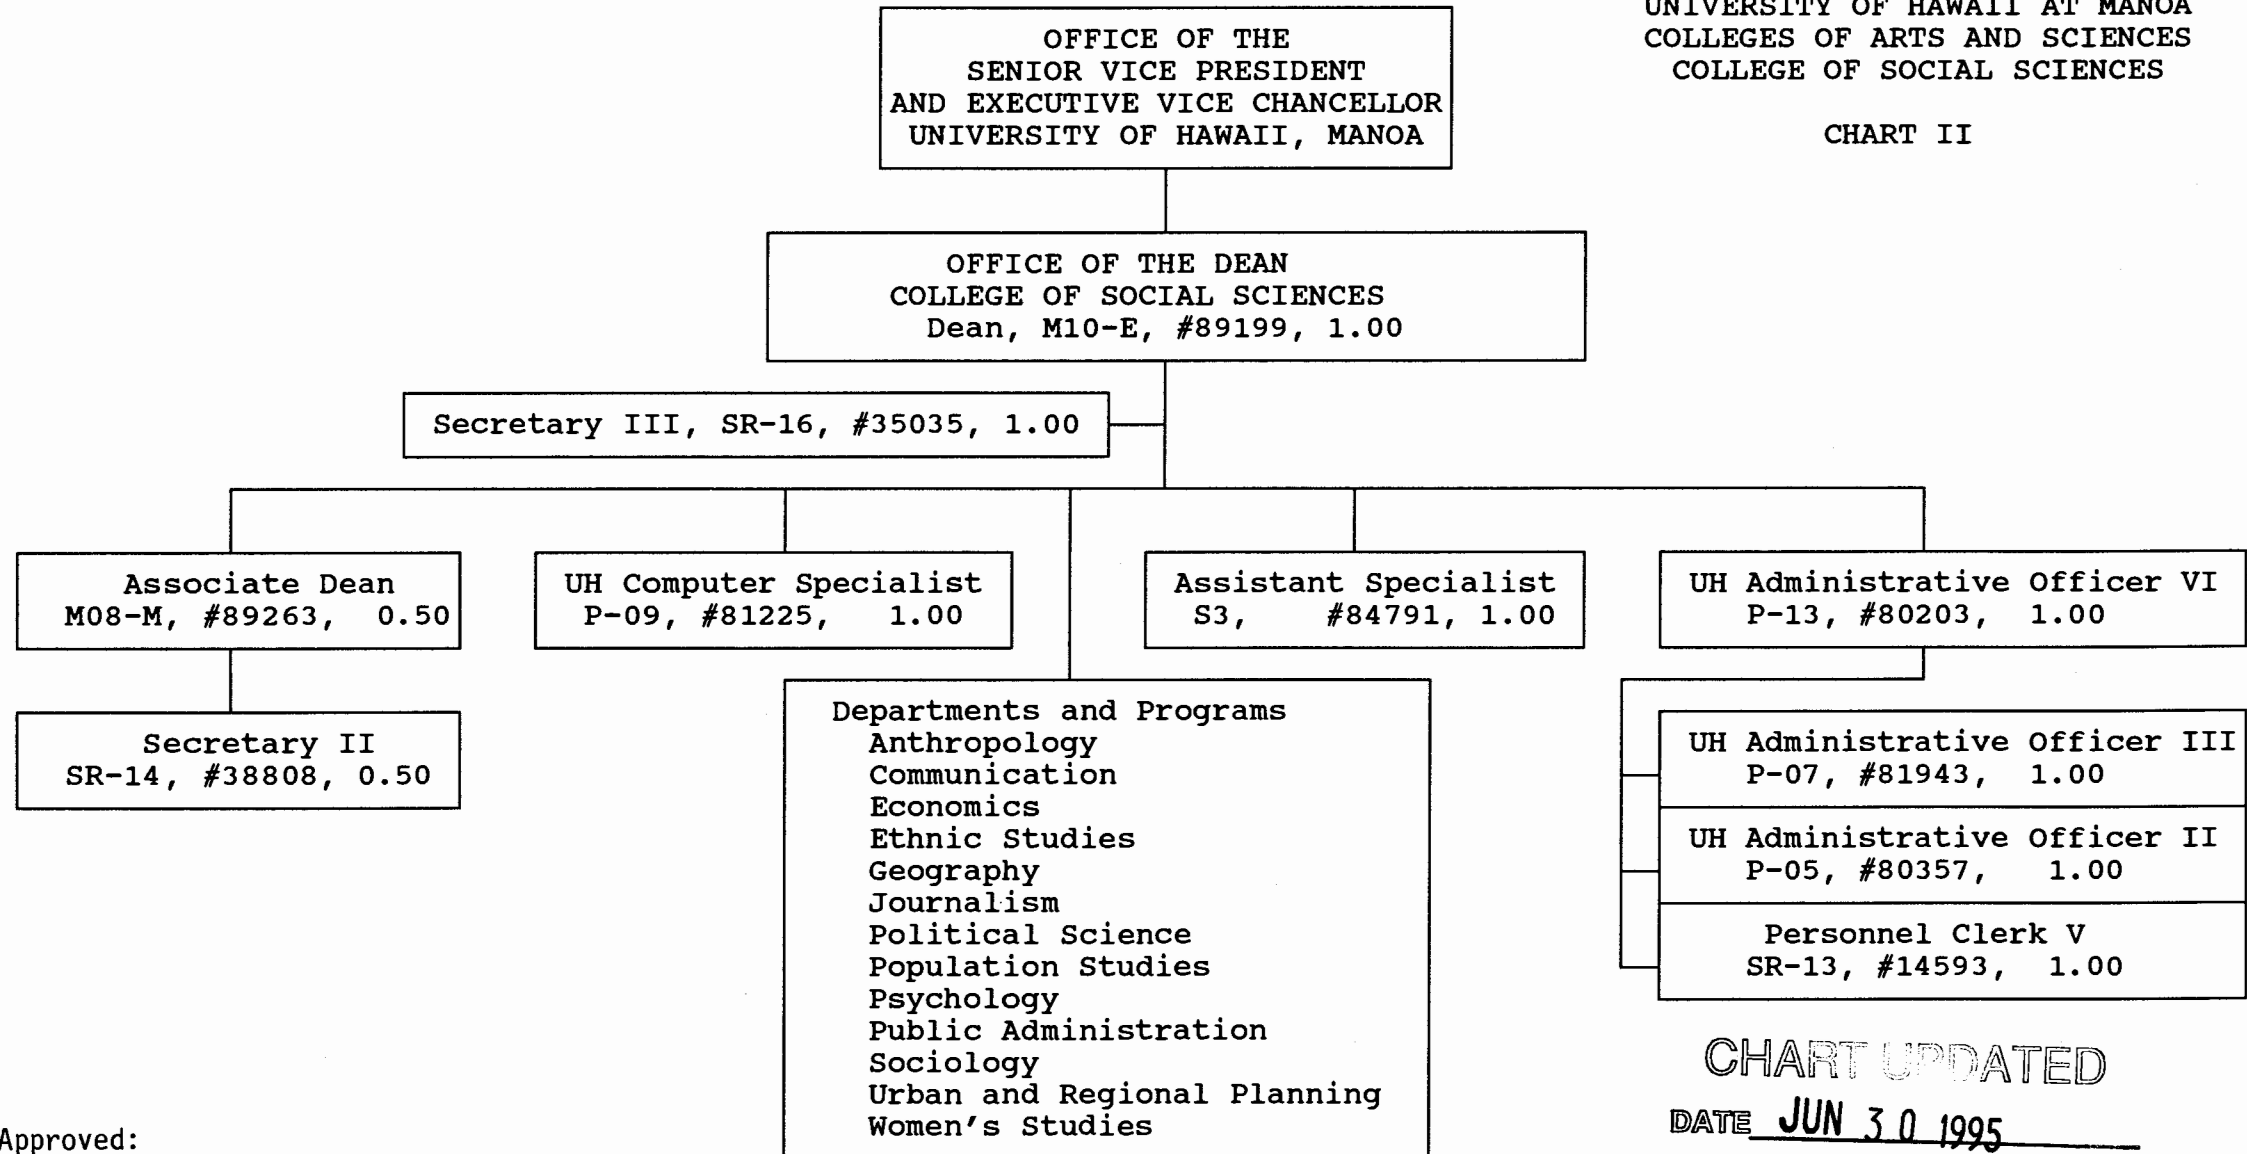 UNIVERSITY OF HAWAII AT MANOA
COLLEGES OF ARTS AND SCIENCES
COLLEGE OF SOCIAL SCIENCES
CHART II
OFFICE OF THE
SENIOR VICE PRESIDENT
AND EXECUTIVE VICE CHANCELLOR
UNIVERSITY OF HAWAII, MANOA
OFFICE OF THE DEAN
COLLEGE OF SOCIAL SCIENCES
Dean, M10-E, #89199, 1.00
Secretary III, SR-16, #35035, 1.00
Associate Dean
M08-M, #89263, 0.50
Secretary II
SR-14, #38808, 0.50
UH Computer Specialist
P-09, #81225, 1.00
Departments and Programs
Anthropology
Communication
Economics
Ethnic Studies
Geography
Journalism
Political Science
Population Studies
Psychology
Public Administration
Sociology
Urban and Regional Planning
Women's Studies
Assistant Specialist
S3, #84791, 1.00
UH Administrative Officer VI
P-13, #80203, 1.00
UH Administrative Officer III
P-07, #81943, 1.00
UH Administrative Officer II
P-05, #80357, 1.00
Personnel Clerk V
SR-13, #14593, 1.00
CHART UPDATED
DATE JUN 30 1995
Approved: